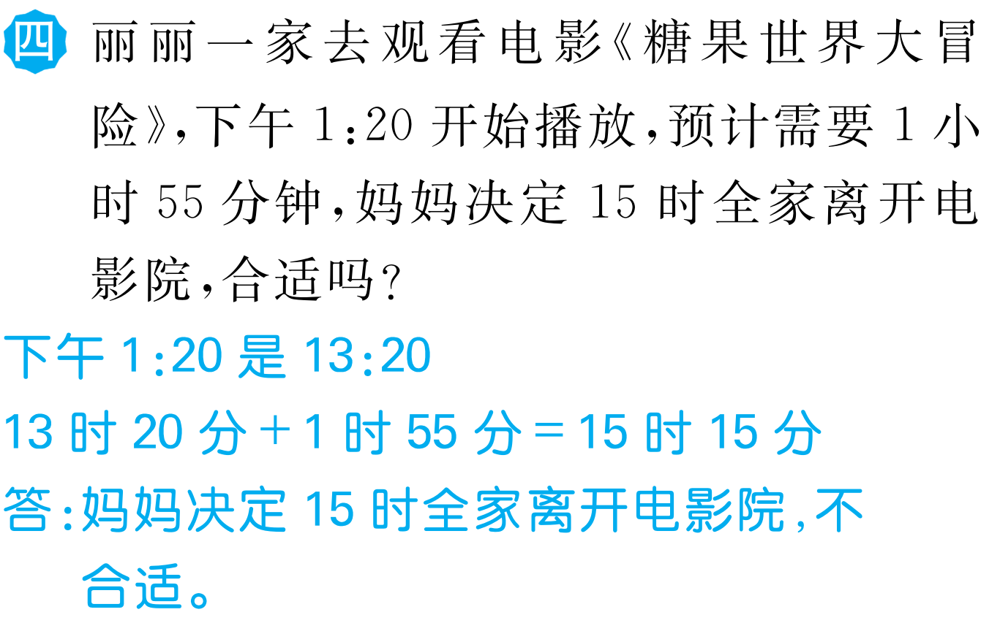 四 丽丽一家去观看电影《糖果世界大冒
险》,下午 1:20 开始播放,预计需要 1 小
时 55 分钟,妈妈决定 15 时全家离开电
影院,合适吗?
下午 1:20 是 13:20
13 时 20 分+1 时 55 分=15 时 15 分
答:妈妈决定 15 时全家离开电影院,不
合适。